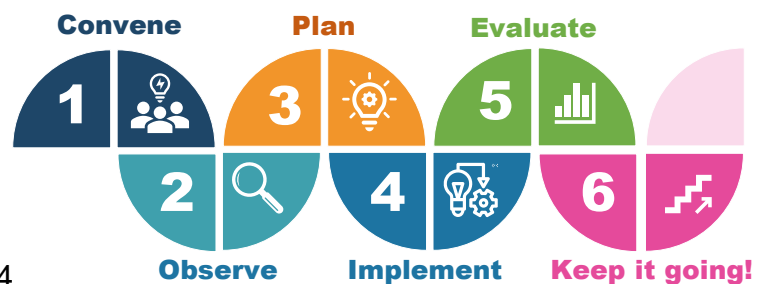 Convene
Plan
Evaluate
1
3
5
2
4
6
4
Observe
Implement
Keep it going!